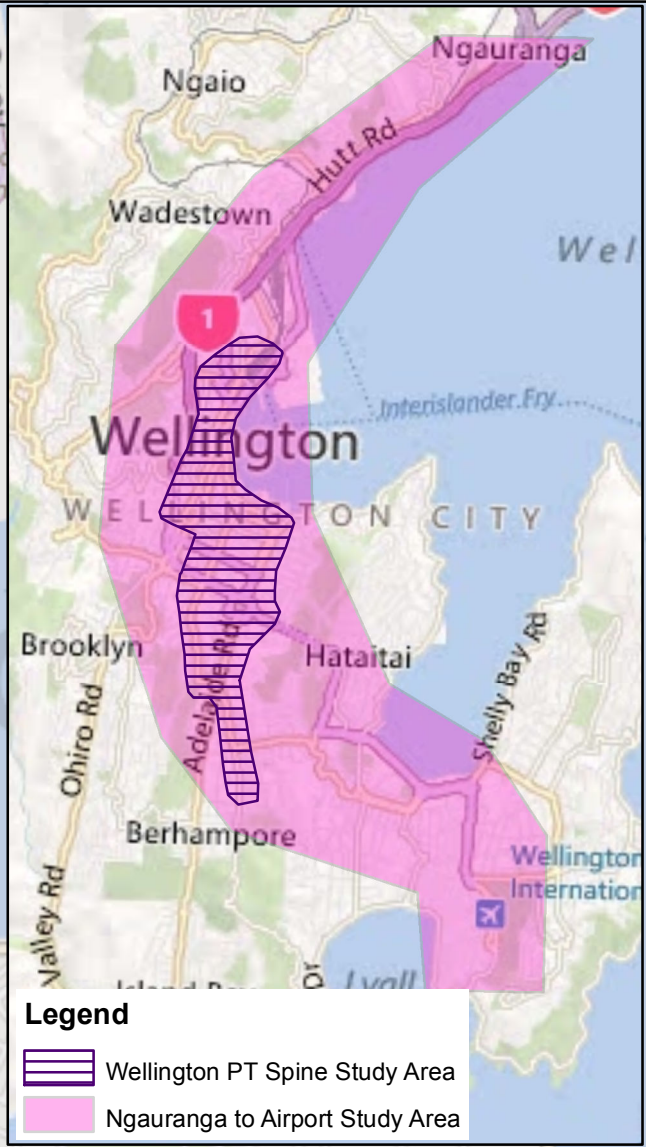 Ngauranga
Ngaio
Hutt Rd
Wadestown
Wel
1
Interislander Fry
Wellington
WELLINGTON CITY
Brooklyn
Hataitai
Adelaide Rd
Shelly Bay Rd
Ohiro Rd
Berhampore
Wellington
Internation
Valley Rd
Lyall
Legend
Wellington PT Spine Study Area
Ngauranga to Airport Study Area